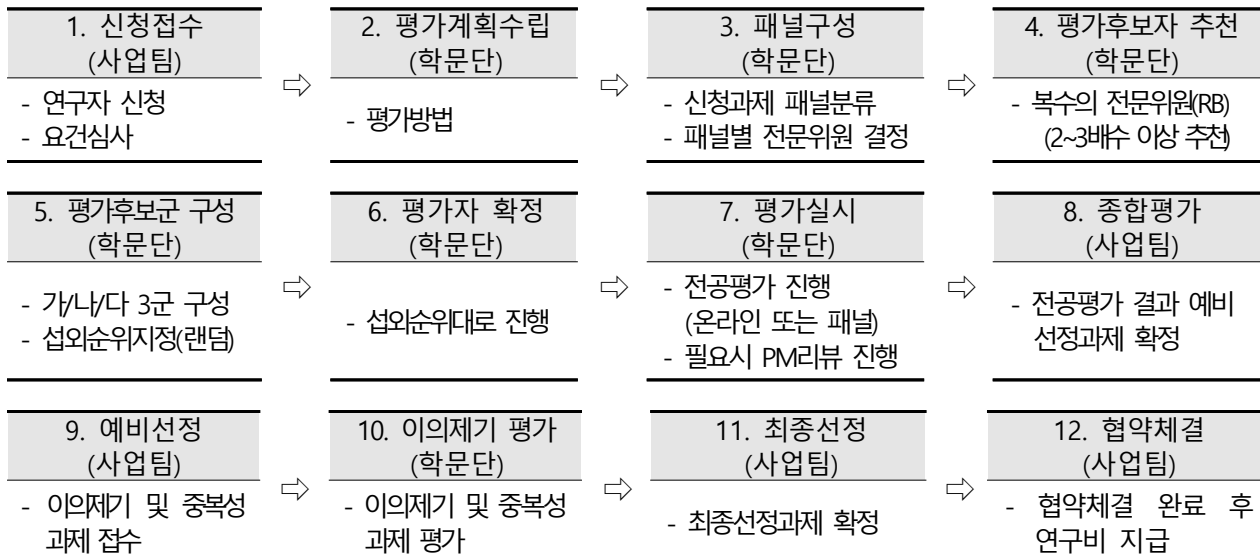 1. 신청접수
(사업팀)
- 연구자 신청
- 요건심사
⇨
2. 평가계획수립
(학문단)
- 평가방법
⇨
3. 패널구성
(학문단)
- 신청과제 패널분류
- 패널별 전문위원 결정
⇨
4. 평가후보자 추천
(학문단)
- 복수의 전문위원(RB)
(2~3배수 이상 추천)
5. 평가후보군 구성
(학문단)
- 가/나/다 3군 구성
- 섭외순위지정(랜덤)
⇨
6. 평가자 확정
(학문단)
- 섭외순위대로 진행
⇨
7. 평가실시
(학문단)
- 전공평가 진행
(온라인 또는 패널)
- 필요시 PM리뷰 진행
⇨
8. 종합평가
(사업팀)
- 전공평가 결과 예비
선정과제 확정
9. 예비선정
(사업팀)
- 이의제기 및 중복성
과제 접수
⇨
10. 이의제기 평가
(학문단)
- 이의제기 및 중복성
과제 평가
⇨
11. 최종선정
(사업팀)
- 최종선정과제 확정
⇨
12. 협약체결
(사업팀)
- 협약체결 완료 후
연구비 지급